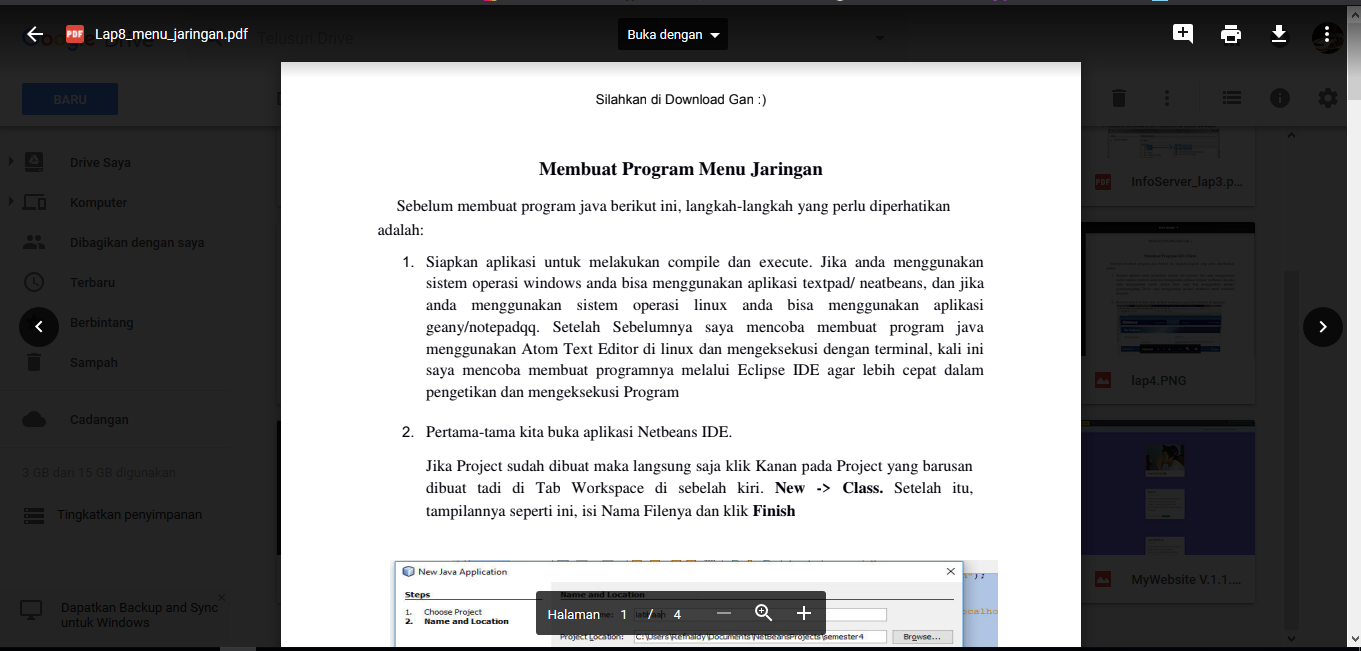 Lap8_menu_jaringan.pdf
Telusuri Drive
Buka dengan
BARU
Drive Saya
Komputer
Dibagikan dengan saya
Terbaru
Berbintang
Sampah
Cadangan
3 GB dari 15 GB digunakan
Tingkatkan penyimpanan
Dapatkan Backup and Sync
untuk Windows
Silahkan di Download Gan :)
Membuat Program Menu Jaringan
Sebelum membuat program java berikut ini, langkah-langkah yang perlu diperhatikan
adalah:
1. Siapkan aplikasi untuk melakukan compile dan execute. Jika anda menggunakan
sistem operasi windows anda bisa menggunakan aplikasi textpad/ neatbeans, dan jika
anda menggunakan sistem operasi linux anda bisa menggunakan aplikasi
geany/notepadqq. Setelah Sebelumnya saya mencoba membuat program java
menggunakan Atom Text Editor di linux dan mengeksekusi dengan terminal, kali ini
saya mencoba membuat programnya melalui Eclipse IDE agar lebih cepat dalam
pengetikan dan mengeksekusi Program
2. Pertama-tama kita buka aplikasi Netbeans IDE.
Jika Project sudah dibuat maka langsung saja klik Kanan pada Project yang barusan
dibuat tadi di Tab Workspace di sebelah kiri. New -> Class. Setelah itu,
tampilannya seperti ini, isi Nama Filenya dan klik Finish
New Java Application
Steps
1. Choose Project
2. Name and Location
Name and Location
Project Location: C:\Users\Refnaldy\Documents\NetBeansProjects\semester4
Browse...
Halaman 1 / 4
PDF InfoServer_lap3.p...
lap4.PNG
MyWebsite V.1.1....